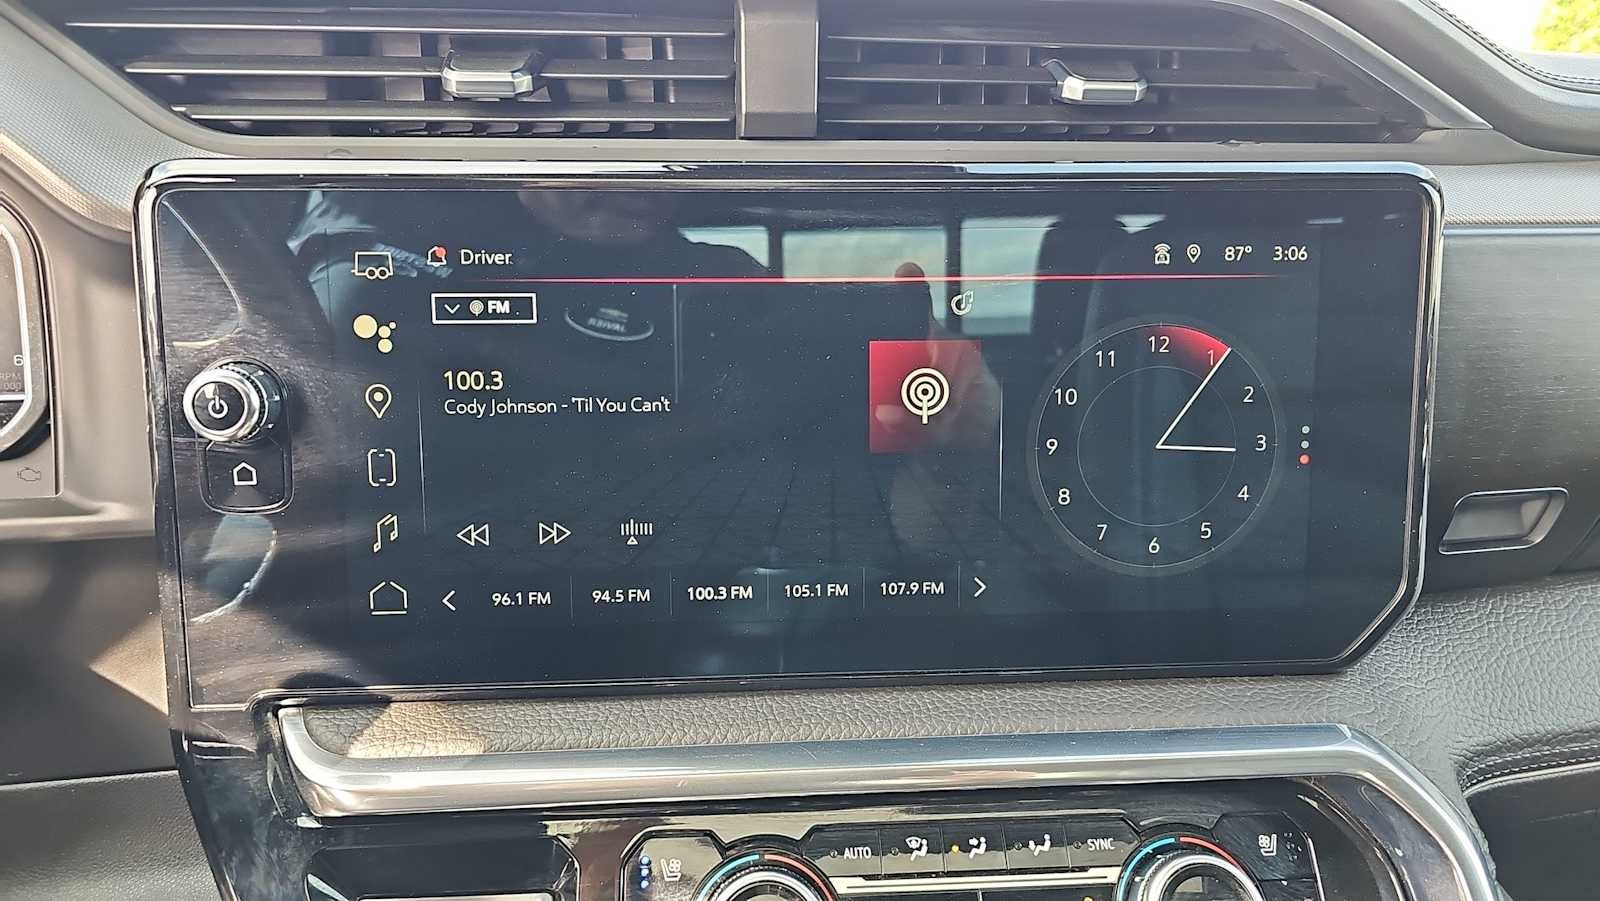 Driver
87° 3:06
FM
100.3
Cody Johnson - 'Til You Can't
12
1
2
3
4
5
6
7
8
9
10
11
96.1 FM 94.5 FM 100.3 FM 105.1 FM 107.9 FM
6
RPM
AUTO
SYNC